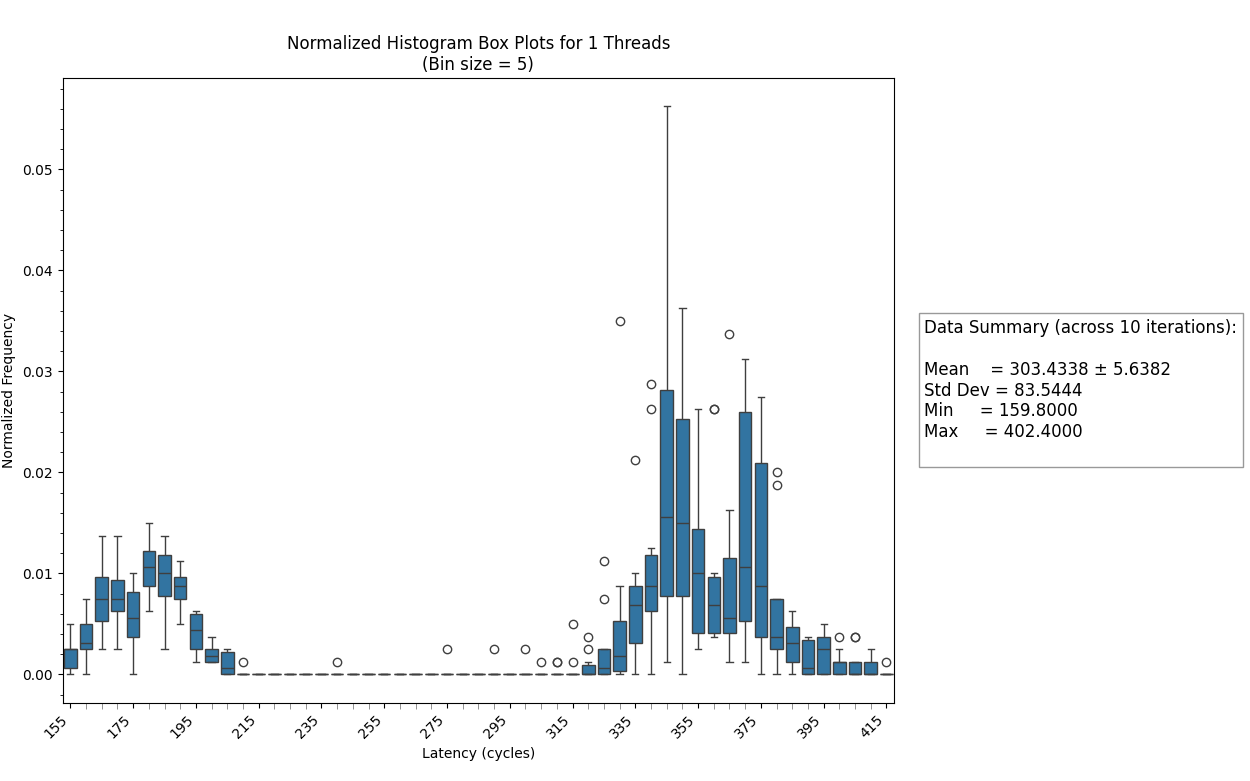 Normalized Histogram Box Plots for 1 Threads
(Bin size = 5)
Normalized Frequency
0.05
0.04
0.03
0.02
0.01
0.00
155 175 195 215 235 255 275 295 315 335 355 375 395 415
Latency (cycles)
Data Summary (across 10 iterations):
Mean = 303.4338 ± 5.6382
Std Dev = 83.5444
Min = 159.8000
Max = 402.4000